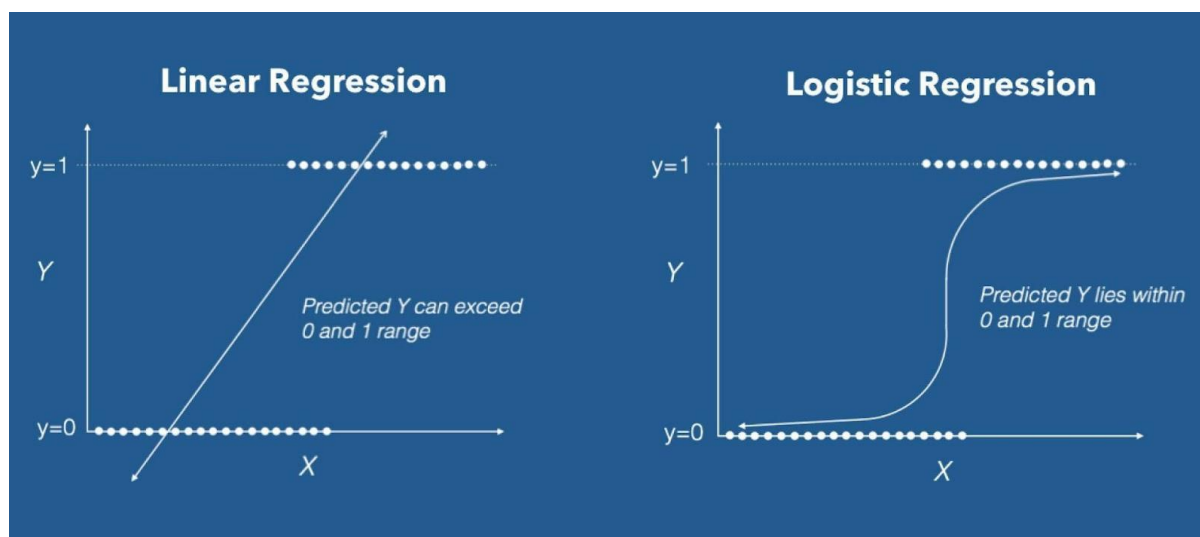 Linear Regression
y=1
Y
Predicted Y can exceed
0 and 1 range
y=0
X
Logistic Regression
y=1
Y
Predicted Y lies within
0 and 1 range
y=0
X